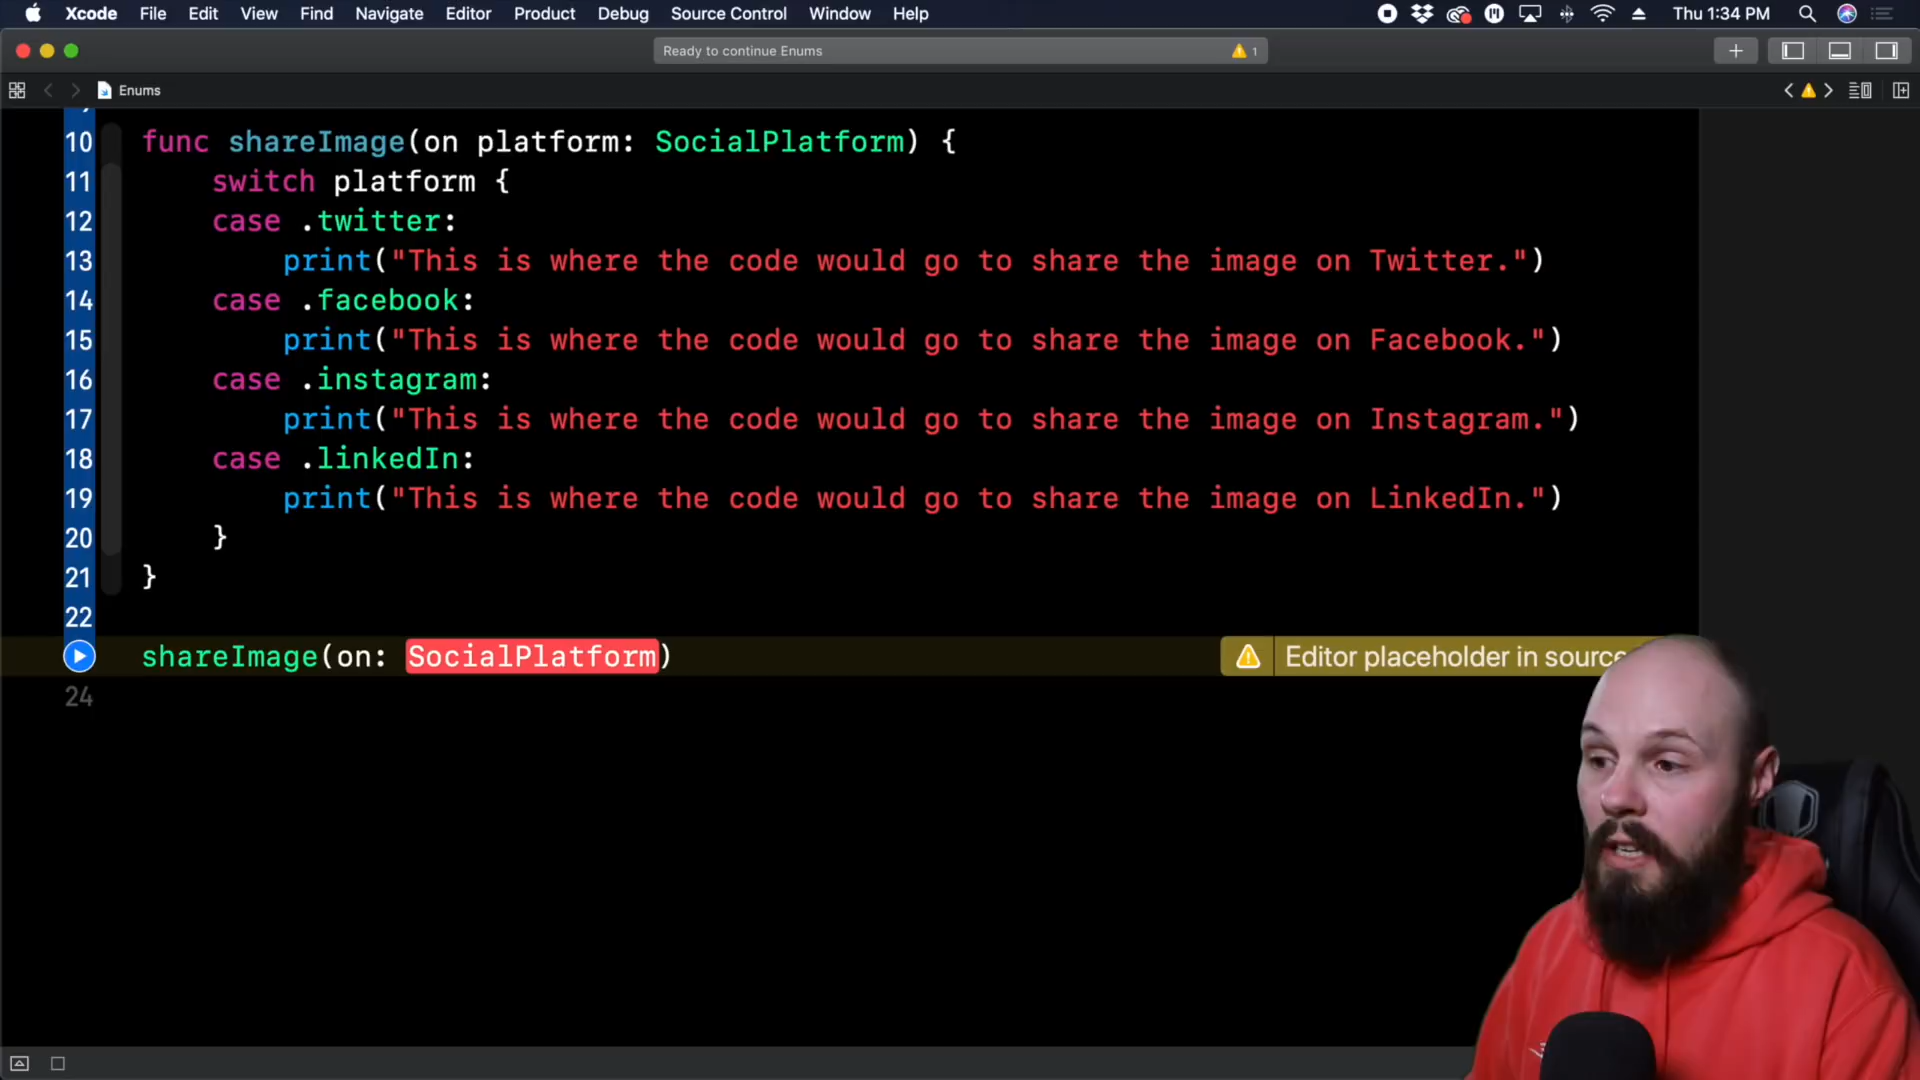 Xcode File Edit View Find Navigate Editor Product Debug Source Control Window Help Thu 1:34 PM
Ready to continue Enums 1
Enums
10 func shareImage(on platform: SocialPlatform) {
11 switch platform {
12 case .twitter:
13 print("This is where the code would go to share the image on Twitter.")
14 case .facebook:
15 print("This is where the code would go to share the image on Facebook.")
16 case .instagram:
17 print("This is where the code would go to share the image on Instagram.")
18 case .linkedIn:
19 print("This is where the code would go to share the image on LinkedIn.")
20 }
21 }
22
shareImage(on: SocialPlatform) Editor placeholder in source
24